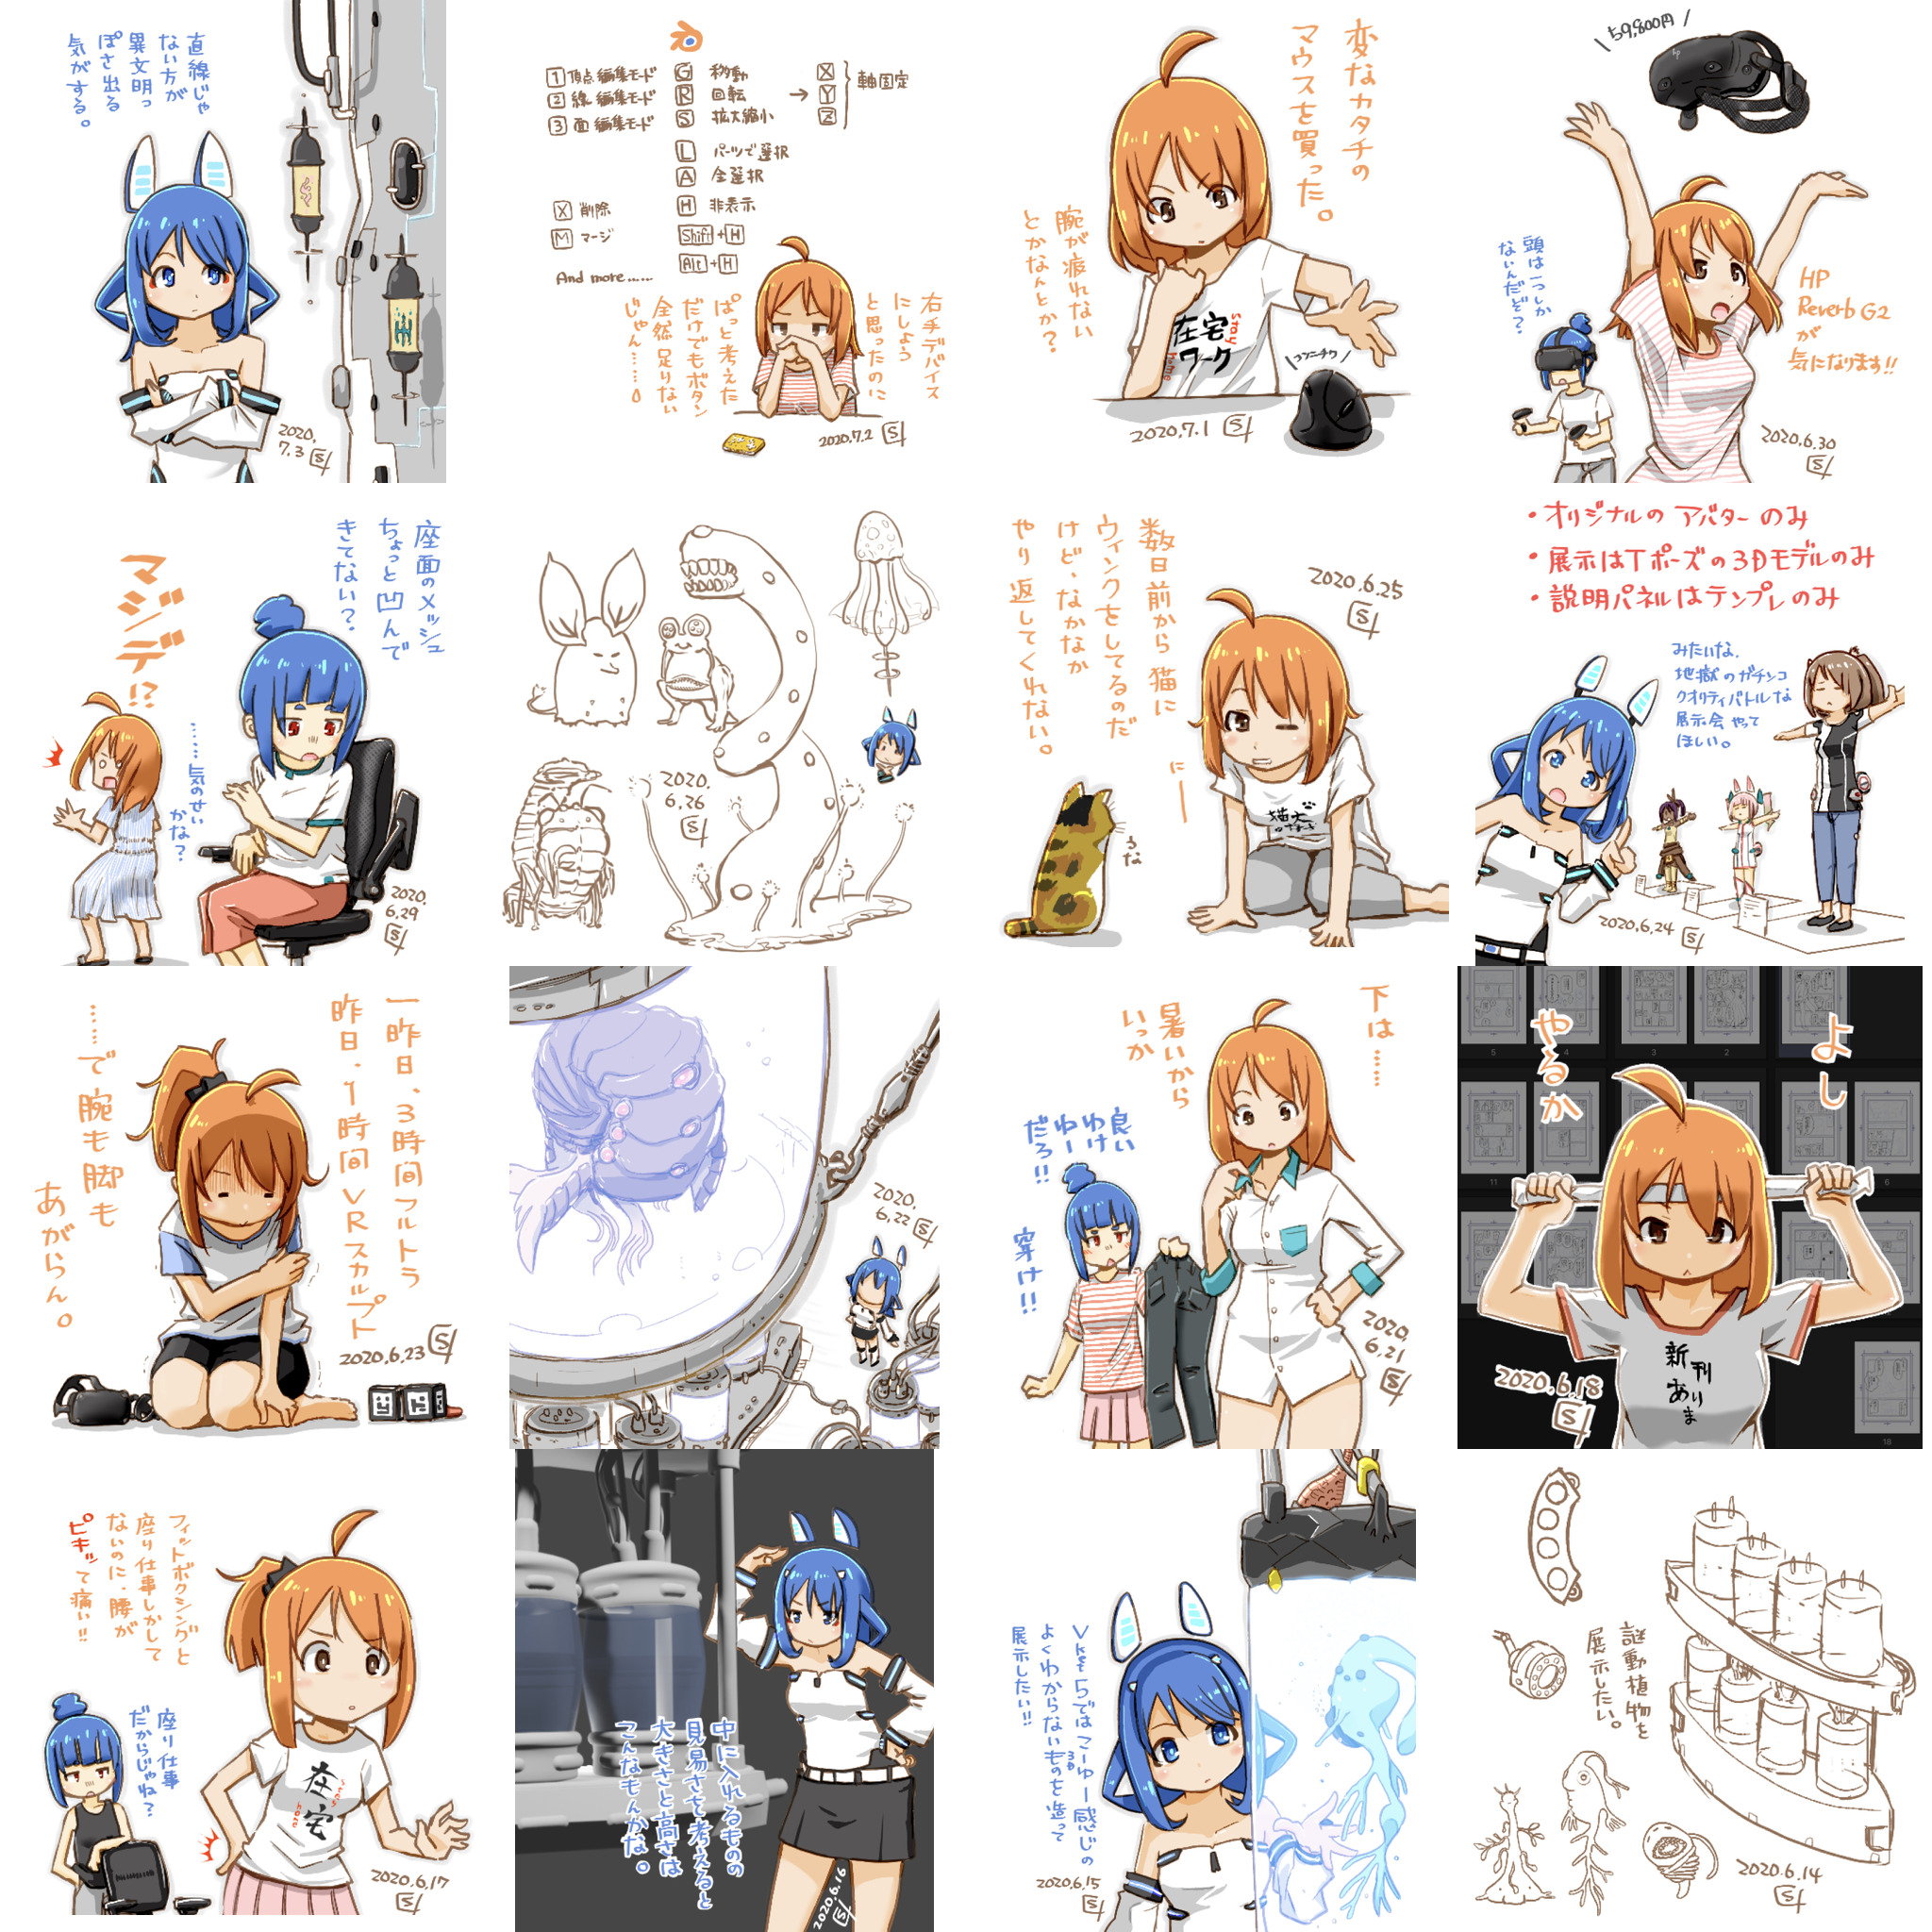 直線じゃ
ない方が
異文明っ
ぽさ出る
気がする。
2020.
7.3
1 頂点編集モード
2 線 編集モード
3 面 編集モード
G 移動
R 回転
S 拡大縮小
→
X
Y
Z
軸固定
L パーツで選択
A 全選択
H 非表示
Shift+H
Alt+H
X 削除
M マージ
And more......
右手デバイス
にしよう
と思ったのに
ぱっと考えた
だけでもボタン
全然足りない
じゃん……。
2020.7.2
変なカタチの
マウスを買った。
腕が疲れない
とかなんとか?
在宅
ワーク
Stay
home
コンニチワ
2020.7.1
59,800円
頭は一つしか
ないんだぞ?
HP
Reverb G2
が
気になります!!
2020.6.30
座面のメッシュ
ちょっと凹んで
きてない?
マジデ!?
……気のせい
かな?
2020.
6.29
2020.
6.26
数日前から猫に
ウィンクをしてるのだ
けど、なかなか
やり返してくれない。
にー
うな
2020.6.25
・オリジナルのアバターのみ
・展示はTポーズの3Dモデルのみ
・説明パネルはテンプレのみ
みたいな、
地獄のガチンコ
クオリティバトルな
展示会やって
ほしい。
2020.6.24
一昨日、3時間フルトラ
昨日、1時間VRスカルプト
……で腕も脚も
あがらん。
2020.6.23
2020.
6.22
下は……
暑いから
いっか
良い
わけ
ねー
だろ!!
穿け!!
2020.
6.21
よし
やるか
新刊
ありま
2020.6.18
フィットボクシングと
座り仕事しかして
ないのに、腰が
ピキッて痛い!!
座り仕事
だからじゃね?
在宅
2020.6.17
中に入れるものの
見易さを考えると
大きさと高さは
こんなもんかな。
2020.6.16
Vket5ではこーゆー感じの
よくわからないものを造って
展示したい!!
2020.6.15
謎動植物を
展示したい。
2020.6.14